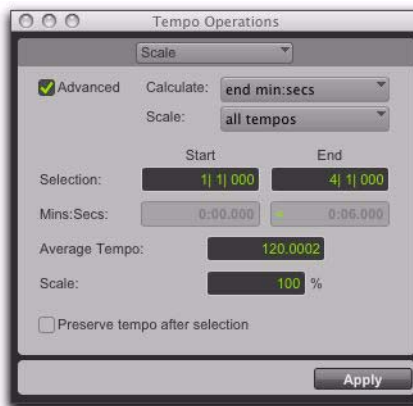 Tempo Operations
Scale
Advanced Calculate: end min:secs
Scale: all tempos
Start End
Selection: 1| 1| 000 4| 1| 000
Mins:Secs: 0:00.000 0:06.000
Average Tempo: 120.0002
Scale: 100 %
Preserve tempo after selection
Apply